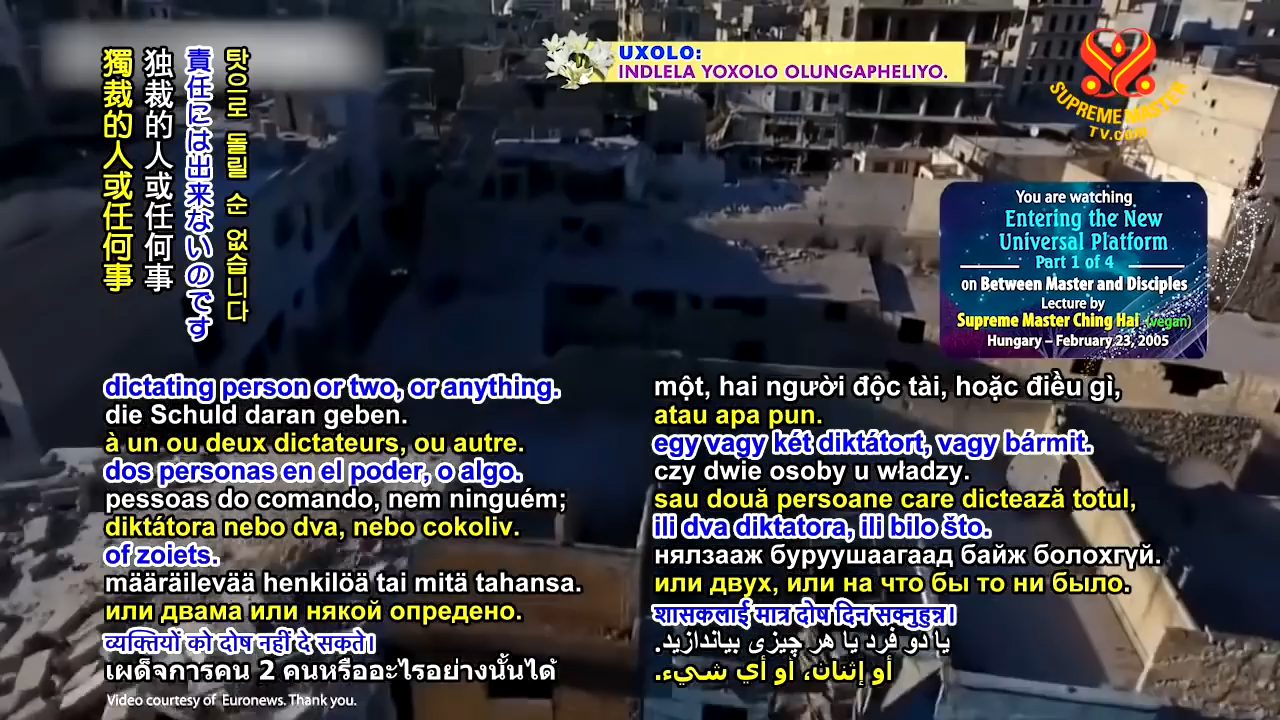 탓으로 돌릴 순 없습니다
責任には出来ないのです
独裁的人或任何事
獨裁的人或任何事
UXOLO:
INDLELA YOXOLO OLUNGAPHELIYO.
SUPREME MASTER
TV.com
You are watching
Entering the New
Universal Platform
Part 1 of 4
on Between Master and Disciples
Lecture by
Supreme Master Ching Hai (vegan)
Hungary – February 23, 2005
dictating person or two, or anything.
die Schuld daran geben.
à un ou deux dictateurs, ou autre.
dos personas en el poder, o algo.
pessoas do comando, nem ninguém;
diktátora nebo dva, nebo cokoliv.
of zoiets.
määräilevää henkilöä tai mitä tahansa.
или двама или някой определено.
व्यक्तियों को दोष नहीं दे सकते।
เผด็จการคน 2 คนหรืออะไรอย่างนั้นได้
một, hai người độc tài, hoặc điều gì,
atau apa pun.
egy vagy két diktátort, vagy bármit.
czy dwie osoby u władzy.
sau două persoane care dictează totul,
ili dva diktatora, ili bilo što.
нялзааж буруушаагаад байж болохгүй.
или двух, или на что бы то ни было.
शासकलाई मात्र दोष दिन सक्नुहुन्न।
یا دو فرد یا هر چیزی بیاندازید.
أو إثنان، أو أي شيء.
Video courtesy of Euronews. Thank you.